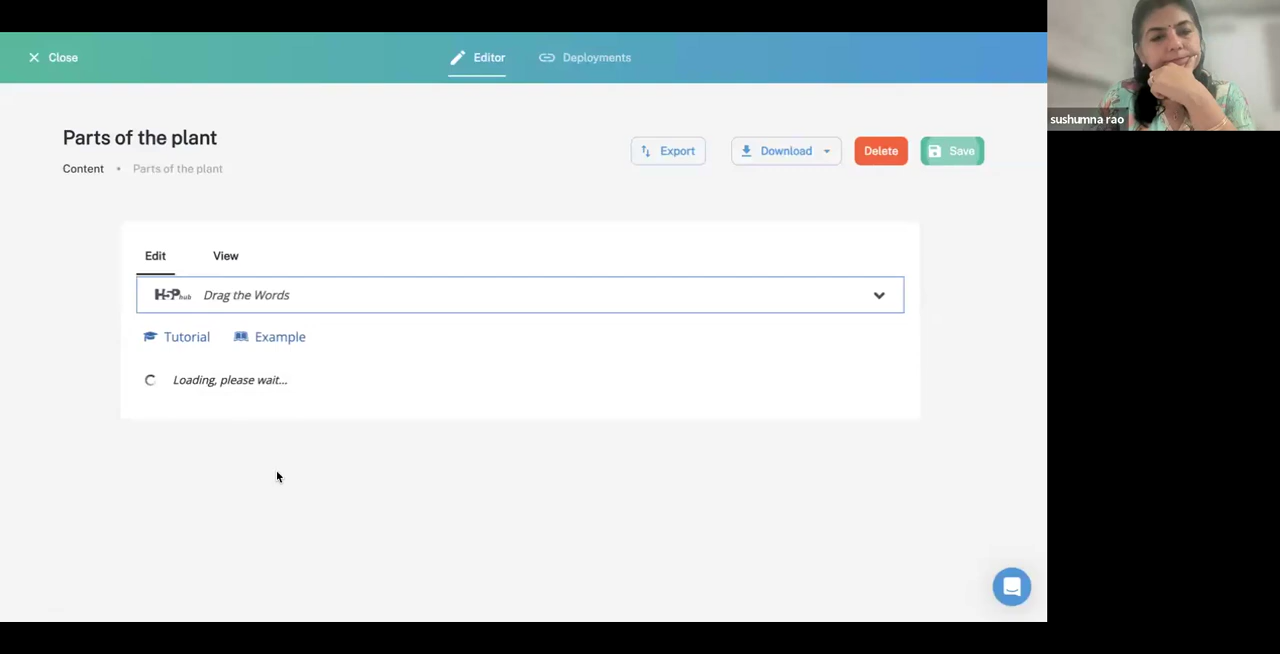 Close
Editor
Deployments
sushumna rao
Parts of the plant
Export
Download
Delete
Save
Content • Parts of the plant
Edit
View
H5Phub Drag the Words
Tutorial
Example
Loading, please wait...